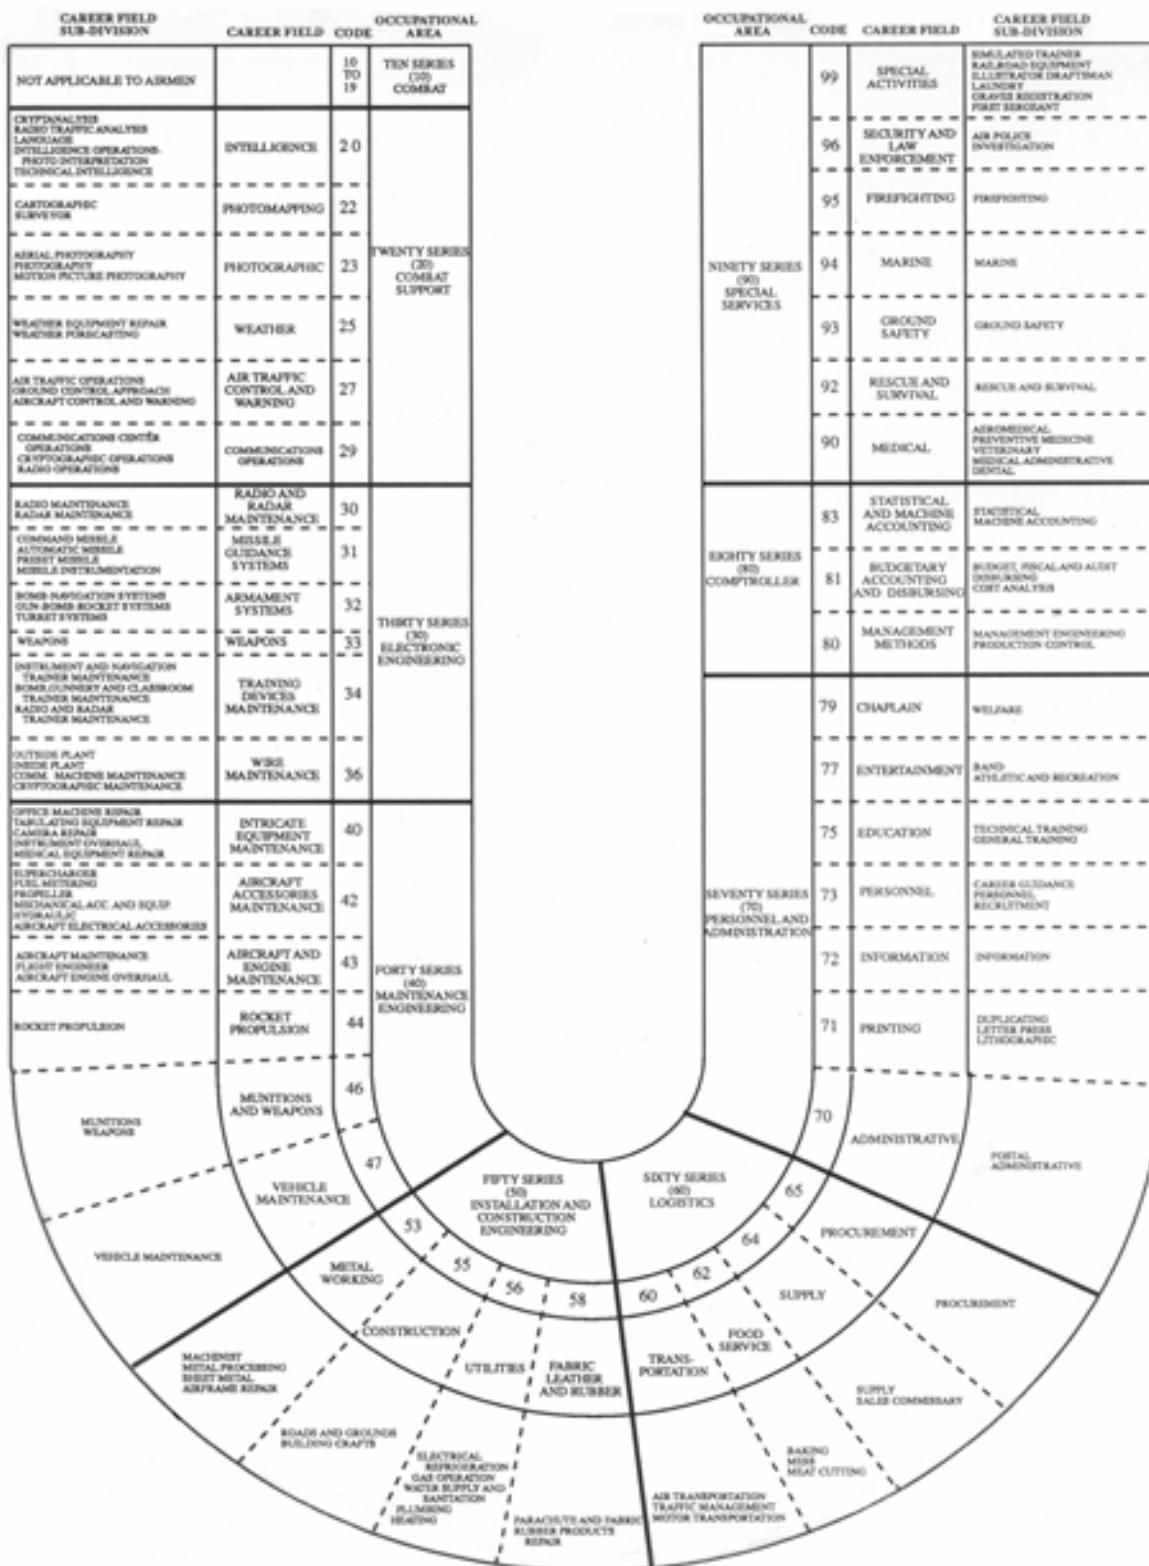 CAREER FIELD
SUB-DIVISION
CAREER FIELD
CODE
OCCUPATIONAL
AREA
NOT APPLICABLE TO AIRMEN
10
TO
19
TEN SERIES
(10)
COMBAT
CRYPTANALYSIS
RADIO TRAFFIC ANALYSIS
LANGUAGE
INTELLIGENCE OPERATIONS-
PHOTO INTERPRETATION
TECHNICAL INTELLIGENCE
INTELLIGENCE
20
TWENTY SERIES
(20)
COMBAT
SUPPORT
CARTOGRAPHIC
SURVEYOR
PHOTOMAPPING
22
AERIAL PHOTOGRAPHY
PHOTOGRAPHY
MOTION PICTURE PHOTOGRAPHY
PHOTOGRAPHIC
23
WEATHER EQUIPMENT REPAIR
WEATHER FORECASTING
WEATHER
25
AIR TRAFFIC OPERATIONS
GROUND CONTROL APPROACH
AIRCRAFT CONTROL AND WARNING
AIR TRAFFIC
CONTROL AND
WARNING
27
COMMUNICATIONS CENTER
OPERATIONS
CRYPTOGRAPHIC OPERATIONS
RADIO OPERATIONS
COMMUNICATIONS
OPERATIONS
29
RADIO MAINTENANCE
RADAR MAINTENANCE
RADIO AND
RADAR
MAINTENANCE
30
THIRTY SERIES
(30)
ELECTRONIC
ENGINEERING
COMMAND MISSILE
AUTOMATIC MISSILE
PRESET MISSILE
MISSILE INSTRUMENTATION
MISSILE
GUIDANCE
SYSTEMS
31
BOMB-NAVIGATION SYSTEMS
GUN-BOMB-ROCKET SYSTEMS
TURRET SYSTEMS
ARMAMENT
SYSTEMS
32
WEAPONS
WEAPONS
33
INSTRUMENT AND NAVIGATION
TRAINER MAINTENANCE
BOMB,GUNNERY AND CLASSROOM
TRAINER MAINTENANCE
RADIO AND RADAR
TRAINER MAINTENANCE
TRAINING
DEVICES
MAINTENANCE
34
OUTSIDE PLANT
INSIDE PLANT
COMM. MACHINE MAINTENANCE
CRYPTOGRAPHIC MAINTENANCE
WIRE
MAINTENANCE
36
OFFICE MACHINE REPAIR
TABULATING EQUIPMENT REPAIR
CAMERA REPAIR
INSTRUMENT OVERHAUL
MEDICAL EQUIPMENT REPAIR
INTRICATE
EQUIPMENT
MAINTENANCE
40
FORTY SERIES
(40)
MAINTENANCE
ENGINEERING
SUPERCHARGER
FUEL METERING
PROPELLER
MECHANICAL ACC. AND EQUIP.
HYDRAULIC
AIRCRAFT ELECTRICAL ACCESSORIES
AIRCRAFT
ACCESSORIES
MAINTENANCE
42
AIRCRAFT MAINTENANCE
FLIGHT ENGINEER
AIRCRAFT ENGINE OVERHAUL
AIRCRAFT AND
ENGINE
MAINTENANCE
43
ROCKET PROPULSION
ROCKET
PROPULSION
44
MUNITIONS
WEAPONS
MUNITIONS
AND WEAPONS
46
VEHICLE MAINTENANCE
VEHICLE
MAINTENANCE
47
FIFTY SERIES
(50)
INSTALLATION AND
CONSTRUCTION
ENGINEERING
53
METAL
WORKING
MACHINIST
METAL PROCESSING
SHEET METAL
AIRFRAME REPAIR
55
CONSTRUCTION
ROADS AND GROUNDS
BUILDING CRAFTS
56
UTILITIES
ELECTRICAL
REFRIGERATION
GAS OPERATION
WATER SUPPLY AND
SANITATION
PLUMBING
HEATING
58
FABRIC
LEATHER
AND RUBBER
PARACHUTE AND FABRIC
RUBBER PRODUCTS
REPAIR
SIXTY SERIES
(60)
LOGISTICS
60
TRANS-
PORTATION
AIR TRANSPORTATION
TRAFFIC MANAGEMENT
MOTOR TRANSPORTATION
62
FOOD
SERVICE
BAKING
MESS
MEAT CUTTING
64
SUPPLY
SUPPLY
SALES COMMISSARY
65
PROCUREMENT
PROCUREMENT
OCCUPATIONAL
AREA
CODE
CAREER FIELD
CAREER FIELD
SUB-DIVISION
NINETY SERIES
(90)
SPECIAL
SERVICES
99
SPECIAL
ACTIVITIES
SIMULATED TRAINER
RAILROAD EQUIPMENT
ILLUSTRATOR DRAFTSMAN
LAUNDRY
GRAVES REGISTRATION
FIRST SERGEANT
96
SECURITY AND
LAW
ENFORCEMENT
AIR POLICE
INVESTIGATION
95
FIREFIGHTING
FIREFIGHTING
94
MARINE
MARINE
93
GROUND
SAFETY
GROUND SAFETY
92
RESCUE AND
SURVIVAL
RESCUE AND SURVIVAL
90
MEDICAL
AEROMEDICAL
PREVENTIVE MEDICINE
VETERINARY
MEDICAL ADMINISTRATIVE
DENTAL
EIGHTY SERIES
(80)
COMPTROLLER
83
STATISTICAL
AND MACHINE
ACCOUNTING
STATISTICAL
MACHINE ACCOUNTING
81
BUDGETARY
ACCOUNTING
AND DISBURSING
BUDGET, FISCAL AND AUDIT
DISBURSING
COST ANALYSIS
80
MANAGEMENT
METHODS
MANAGEMENT ENGINEERING
PRODUCTION CONTROL
SEVENTY SERIES
(70)
PERSONNEL AND
ADMINISTRATION
79
CHAPLAIN
WELFARE
77
ENTERTAINMENT
BAND
ATHLETIC AND RECREATION
75
EDUCATION
TECHNICAL TRAINING
GENERAL TRAINING
73
PERSONNEL
CAREER GUIDANCE
PERSONNEL
RECRUITMENT
72
INFORMATION
INFORMATION
71
PRINTING
DUPLICATING
LETTER PRESS
LITHOGRAPHIC
70
ADMINISTRATIVE
POSTAL
ADMINISTRATIVE